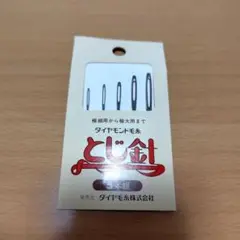 極細用から極太用まで
ダイヤモンド毛糸
とじ針
ダイヤ毛糸株式会社